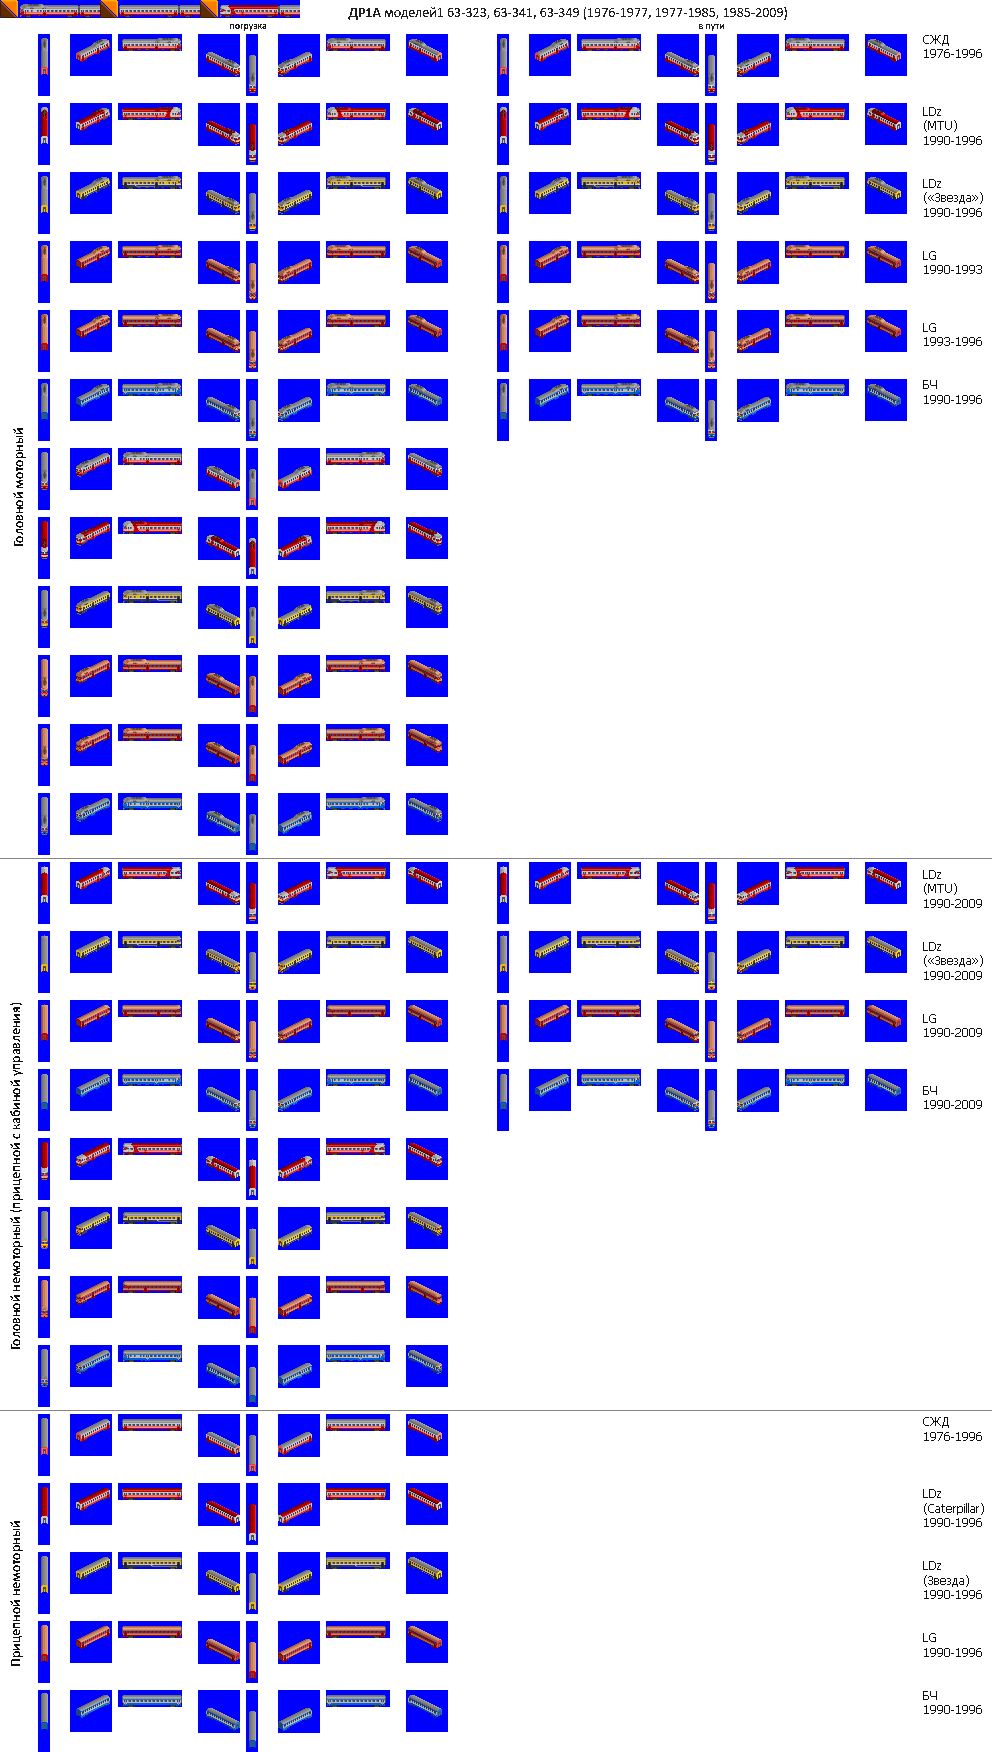 ДР1А моделей1 63-323, 63-341, 63-349 (1976-1977, 1977-1985, 1985-2009)
погрузка
в пути
Головной моторный
СЖД
1976-1996
LDz
(MTU)
1990-1996
LDz
(«Звезда»)
1990-1996
LG
1990-1993
LG
1993-1996
БЧ
1990-1996
Головной немоторный (прицепной с кабиной управления)
LDz
(MTU)
1990-2009
LDz
(«Звезда»)
1990-2009
LG
1990-2009
БЧ
1990-2009
Прицепной немоторный
СЖД
1976-1996
LDz
(Caterpillar)
1990-1996
LDz
(Звезда)
1990-1996
LG
1990-1996
БЧ
1990-1996